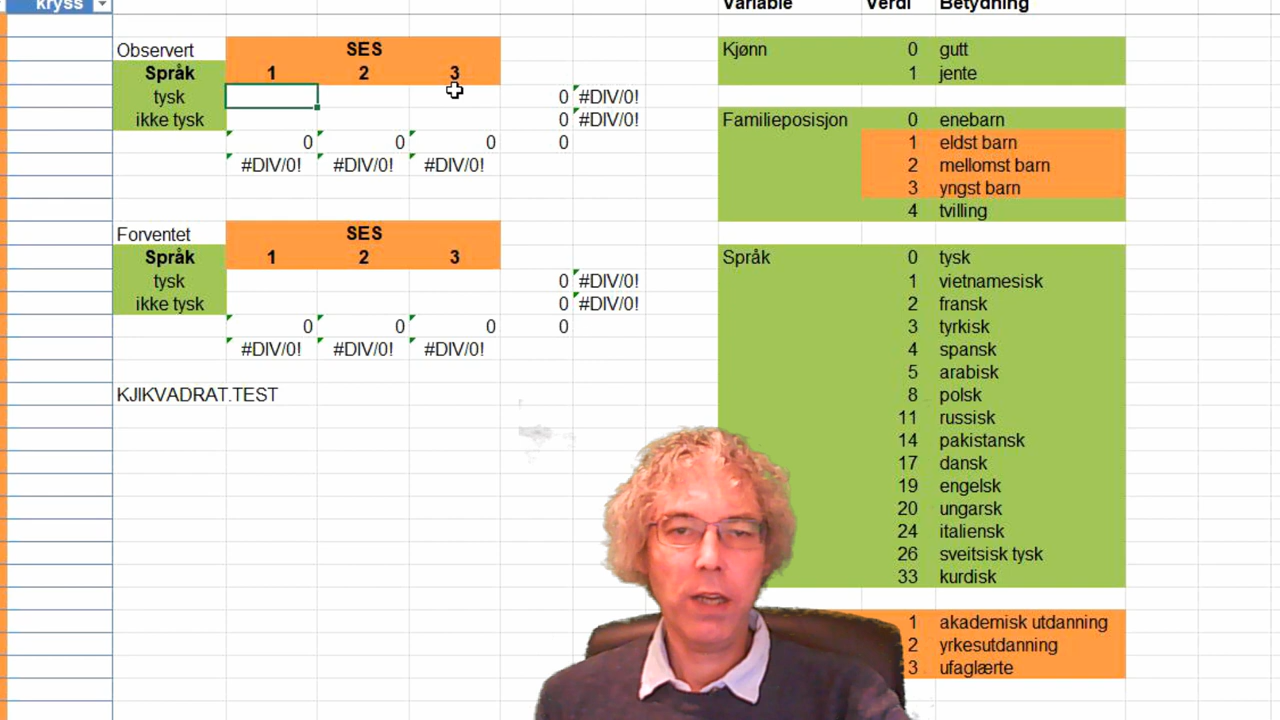 kryss
Observert SES
Språk 1 2 3
tysk 0 #DIV/0!
ikke tysk 0 #DIV/0!
0 0 0 0
#DIV/0! #DIV/0! #DIV/0!
Forventet SES
Språk 1 2 3
tysk 0 #DIV/0!
ikke tysk 0 #DIV/0!
0 0 0 0
#DIV/0! #DIV/0! #DIV/0!
KJIKVADRAT.TEST
Variable Verdi Betydning
Kjønn 0 gutt
1 jente
Familieposisjon 0 enebarn
1 eldst barn
2 mellomst barn
3 yngst barn
4 tvilling
Språk 0 tysk
1 vietnamesisk
2 fransk
3 tyrkisk
4 spansk
5 arabisk
8 polsk
11 russisk
14 pakistansk
17 dansk
19 engelsk
20 ungarsk
24 italiensk
26 sveitsisk tysk
33 kurdisk
1 akademisk utdanning
2 yrkesutdanning
3 ufaglærte